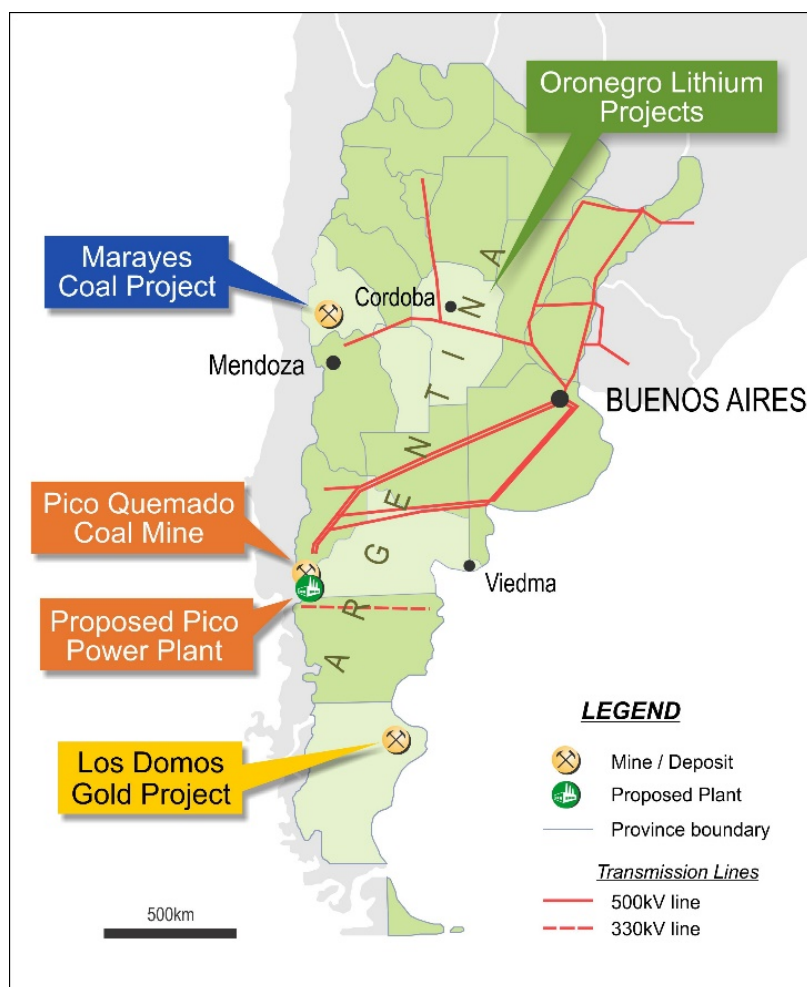 Oronegro Lithium
Projects
Marayes
Coal Project
Cordoba
Mendoza
BUENOS AIRES
ARGENTINA
Pico Quemado
Coal Mine
Viedma
Proposed Pico
Power Plant
Los Domos
Gold Project
LEGEND
Mine / Deposit
Proposed Plant
Province boundary
Transmission Lines
500kV line
330kV line
500km